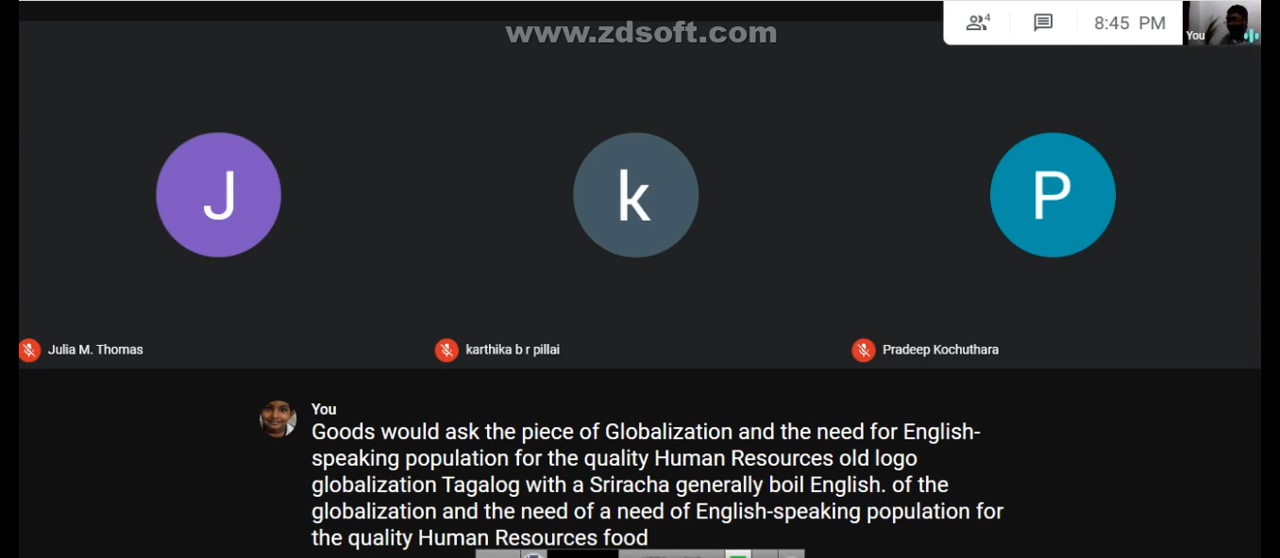 www.zdsoft.com
4
8:45 PM
You
J
k
P
Julia M. Thomas
karthika b r pillai
Pradeep Kochuthara
You
Goods would ask the piece of Globalization and the need for English-
speaking population for the quality Human Resources old logo
globalization Tagalog with a Sriracha generally boil English. of the
globalization and the need of a need of English-speaking population for
the quality Human Resources food